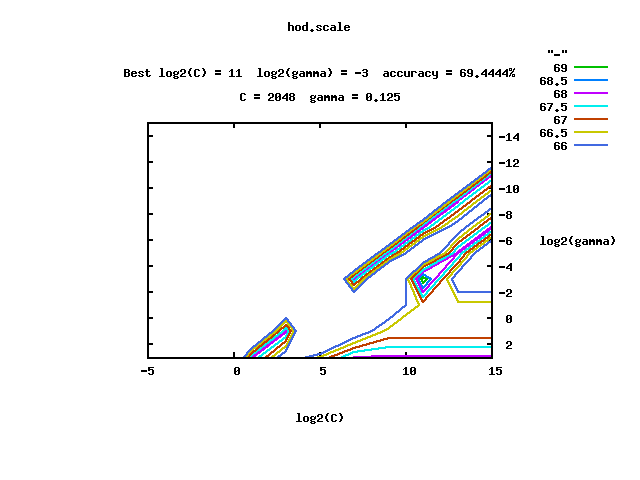 hod.scale
Best log2(C) = 11  log2(gamma) = -3  accuracy = 69.4444%
C = 2048  gamma = 0.125
"-"
69
68.5
68
67.5
67
66.5
66
-14
-12
-10
-8
-6
-4
-2
0
2
log2(gamma)
-5 0 5 10 15
log2(C)